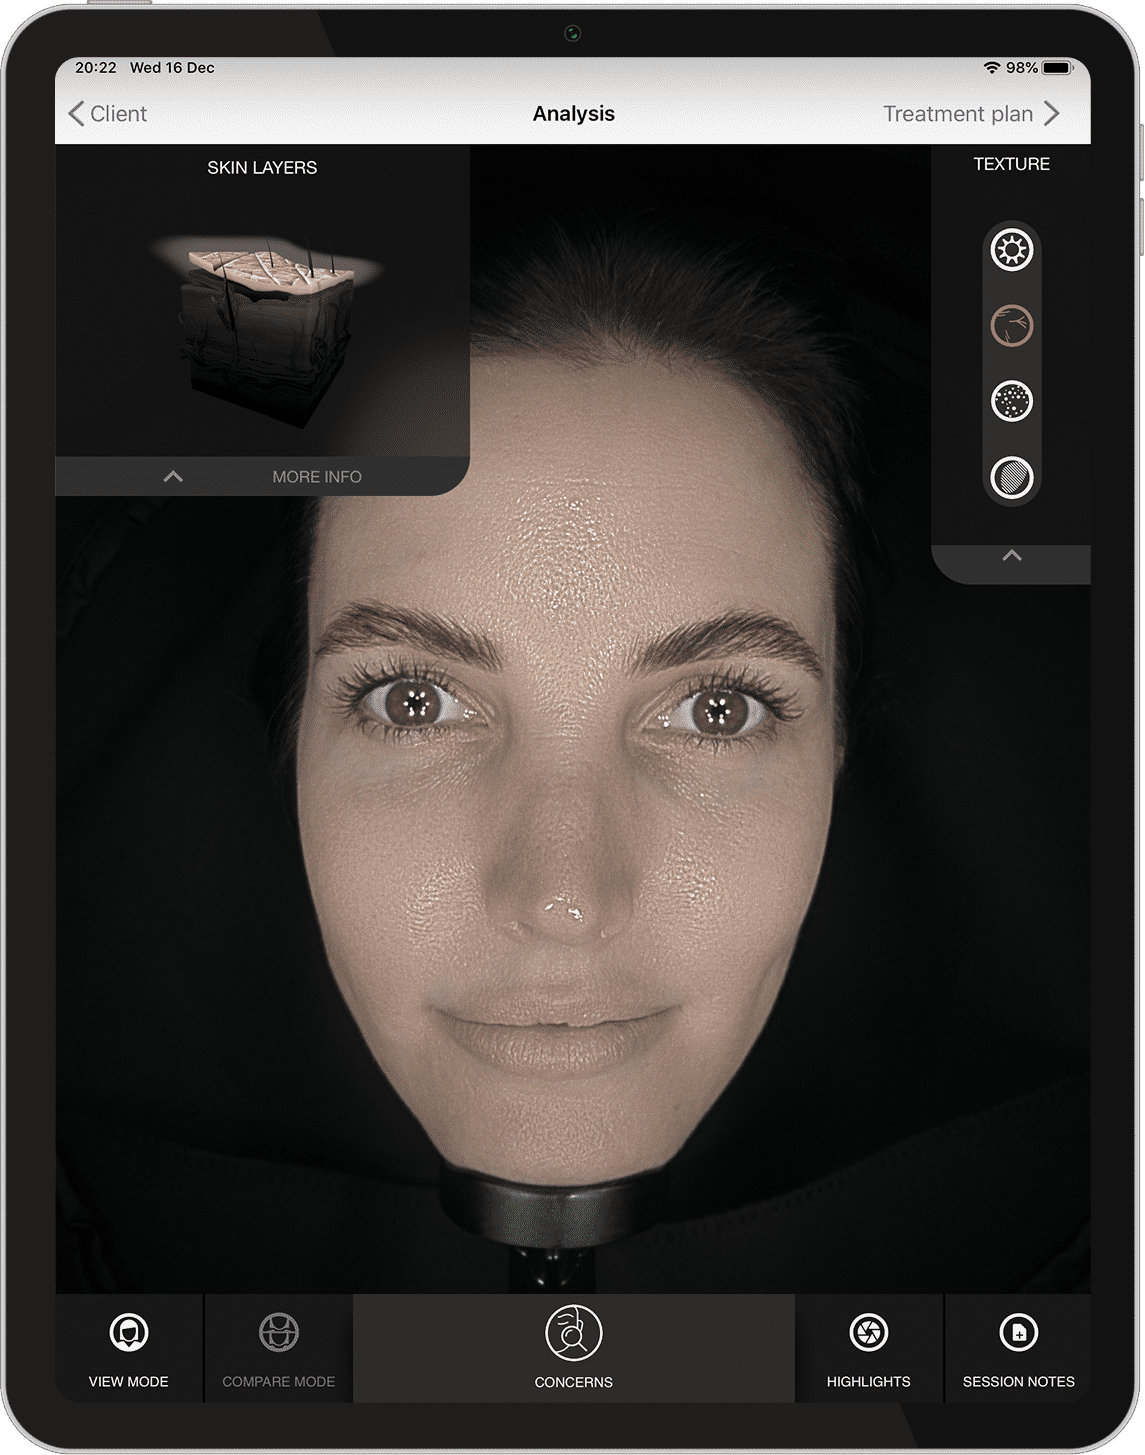 20:22 Wed 16 Dec
98%
Client
Analysis
Treatment plan
SKIN LAYERS
TEXTURE
MORE INFO
VIEW MODE
COMPARE MODE
CONCERNS
HIGHLIGHTS
SESSION NOTES